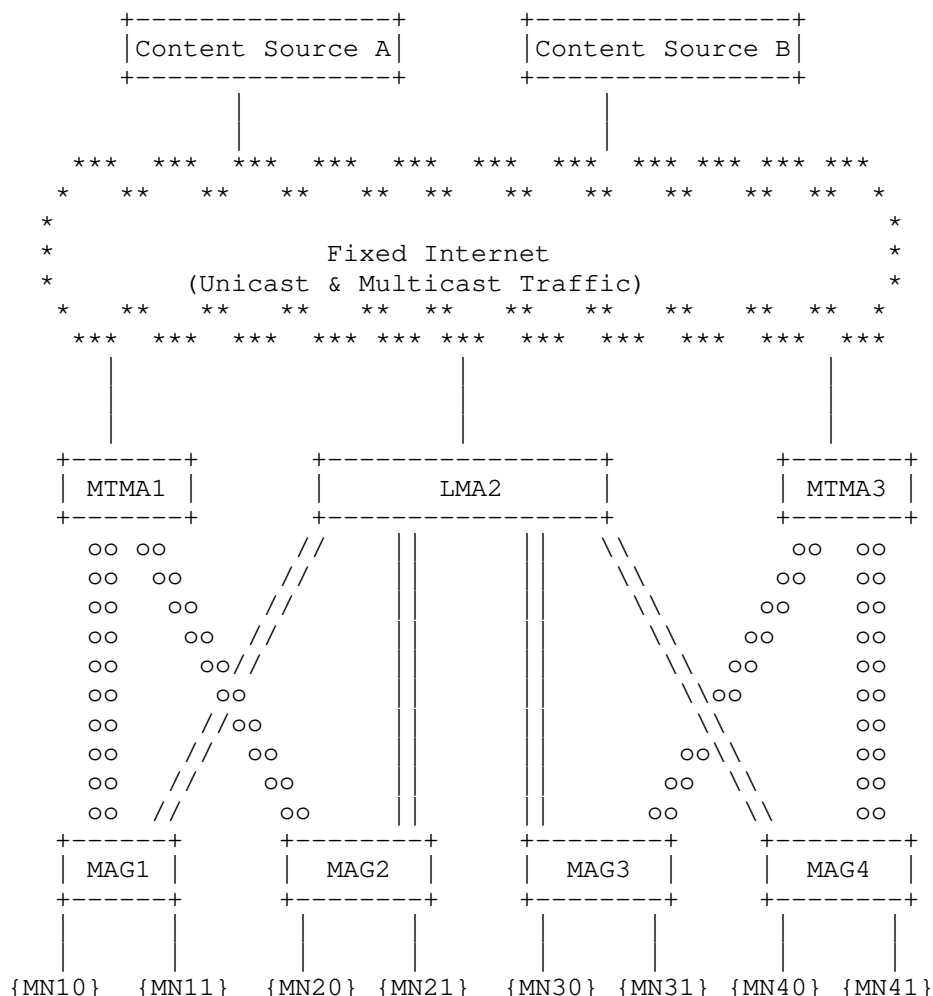 Content Source A Content Source B
Fixed Internet
(Unicast & Multicast Traffic)
MTMA1 LMA2 MTMA3
MAG1 MAG2 MAG3 MAG4
{MN10} {MN11} {MN20} {MN21} {MN30} {MN31} {MN40} {MN41}